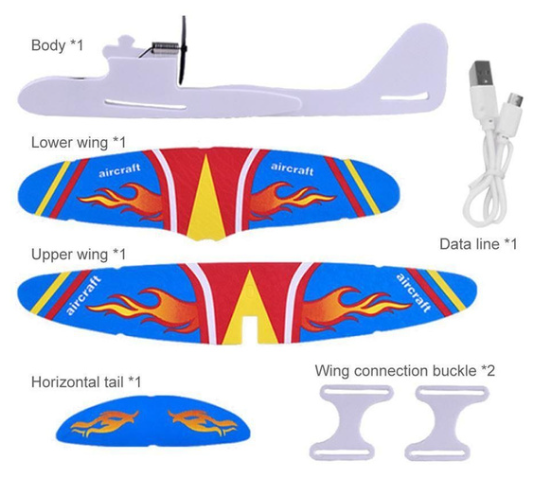 Body *1
Lower wing *1
aircraft
aircraft
Data line *1
Upper wing *1
aircraft
aircraft
Horizontal tail *1
Wing connection buckle *2